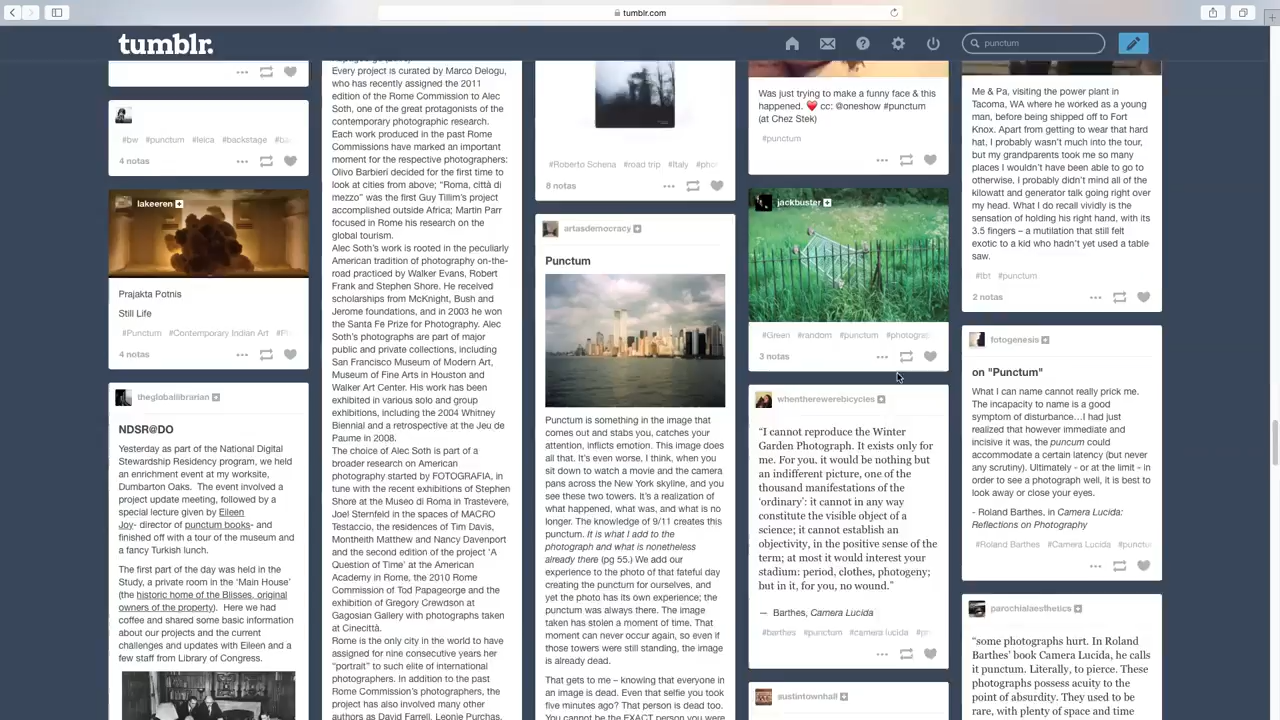 tumblr.com
tumblr.
punctum
#bw #punctum #leica #backstage
4 notas
lakeeren
Prajakta Potnis
Still Life
#Punctum #Contemporary Indian Art
4 notas
thegloballibrarian
NDSR@DO
Yesterday as part of the National Digital
Stewardship Residency program, we held
an enrichment event at my worksite,
Dumbarton Oaks. The event involved a
project update meeting, followed by a
special lecture given by Eileen
Joy- director of punctum books- and
finished off with a tour of the museum and
a fancy Turkish lunch.
The first part of the day was held in the
Study, a private room in the ‘Main House’
(the historic home of the Blisses, original
owners of the property). Here we had
coffee and shared some basic information
about our projects and the current
challenges and updates with Eileen and a
few staff from Library of Congress.
Every project is curated by Marco Delogu,
who has recently assigned the 2011
edition of the Rome Commission to Alec
Soth, one of the great protagonists of the
contemporary photographic research.
Each work produced in the past Rome
Commissions have marked an important
moment for the respective photographers:
Olivo Barbieri decided for the first time to
look at cities from above; “Roma, città di
mezzo” was the first Guy Tillim's project
accomplished outside Africa; Martin Parr
focused in Rome his research on the
global tourism.
Alec Soth's work is rooted in the peculiarly
American tradition of photography on-the-
road practiced by Walker Evans, Robert
Frank and Stephen Shore. He received
scholarships from McKnight, Bush and
Jerome foundations, and in 2003 he won
the Santa Fe Prize for Photography. Alec
Soth's photographs are part of major
public and private collections, including
San Francisco Museum of Modern Art,
Museum of Fine Arts in Houston and
Walker Art Center. His work has been
exhibited in various solo and group
exhibitions, including the 2004 Whitney
Biennial and a retrospective at the Jeu de
Paume in 2008.
The choice of Alec Soth is part of a
broader research on American
photography started by FOTOGRAFIA, in
tune with the recent exhibitions of Stephen
Shore at the Museo di Roma in Trastevere,
Joel Sternfeld in the spaces of MACRO
Testaccio, the residences of Tim Davis,
Montheith Matthew and Nancy Davenport
and the second edition of the project ‘A
Question of Time’ at the American
Academy in Rome, the 2010 Rome
Commission of Tod Papageorge and the
exhibition of Gregory Crewdson at
Gagosian Gallery with photographs taken
at Cinecittà.
Rome is the only city in the world to have
assigned for nine consecutive years her
“portrait” to such elite of international
photographers. In addition to the past
Rome Commission's photographers, the
project has also involved many other
authors as David Farrell, Leonie Purchas,
#Roberto Schena #road trip #Italy #phot
8 notas
artasdemocracy
Punctum
Punctum is something in the image that
comes out and stabs you, catches your
attention, inflicts emotion. This image does
all that. It's even worse, I think, when you
sit down to watch a movie and the camera
pans across the New York skyline, and you
see these two towers. It's a realization of
what happened, what was, and what is no
longer. The knowledge of 9/11 creates this
punctum. It is what I add to the
photograph and what is nonetheless
already there (pg 55.) We add our
experience to the photo of that fateful day
creating the punctum for ourselves, and
yet the photo has its own experience; the
punctum was always there. The image
taken has stolen a moment of time. That
moment can never occur again, so even if
those towers were still standing, the image
is already dead.
That gets to me – knowing that everyone in
an image is dead. Even that selfie you took
five minutes ago? That person is dead too.
You cannot be the EXACT person you were
Was just trying to make a funny face & this
happened. ❤️ cc: @oneshow #punctum
(at Chez Stek)
#punctum
jackbuster
#Green #random #punctum #photograp
3 notas
whentherewerebicycles
“I cannot reproduce the Winter
Garden Photograph. It exists only for
me. For you, it would be nothing but
an indifferent picture, one of the
thousand manifestations of the
‘ordinary’: it cannot in any way
constitute the visible object of a
science; it cannot establish an
objectivity, in the positive sense of the
term; at most it would interest your
stadium: period, clothes, photogeny;
but in it, for you, no wound.”
— Barthes, Camera Lucida
#barthes #punctum #camera lucida
austintownhall
Me & Pa, visiting the power plant in
Tacoma, WA where he worked as a young
man, before being shipped off to Fort
Knox. Apart from getting to wear that hard
hat, I probably wasn't much into the tour,
but my grandparents took me so many
places I wouldn't have been able to go to
otherwise. I probably didn't mind all of the
kilowatt and generator talk going right over
my head. What I do recall vividly is the
sensation of holding his right hand, with its
3.5 fingers – a mutilation that still felt
exotic to a kid who hadn't yet used a table
saw.
#tbt #punctum
2 notas
fotogenesis
on "Punctum"
What I can name cannot really prick me.
The incapacity to name is a good
symptom of disturbance…I had just
realized that however immediate and
incisive it was, the puncum could
accommodate a certain latency (but never
any scrutiny). Ultimately - or at the limit - in
order to see a photograph well, it is best to
look away or close your eyes.
- Roland Barthes, in Camera Lucida:
Reflections on Photography
#Roland Barthes #Camera Lucida #punctu
parochialaesthetics
“some photographs hurt. In Roland
Barthes’ book Camera Lucida, he calls
it punctum. Literally, to pierce. These
photographs possess acuity to the
point of absurdity. They used to be
rare, with plenty of space and time